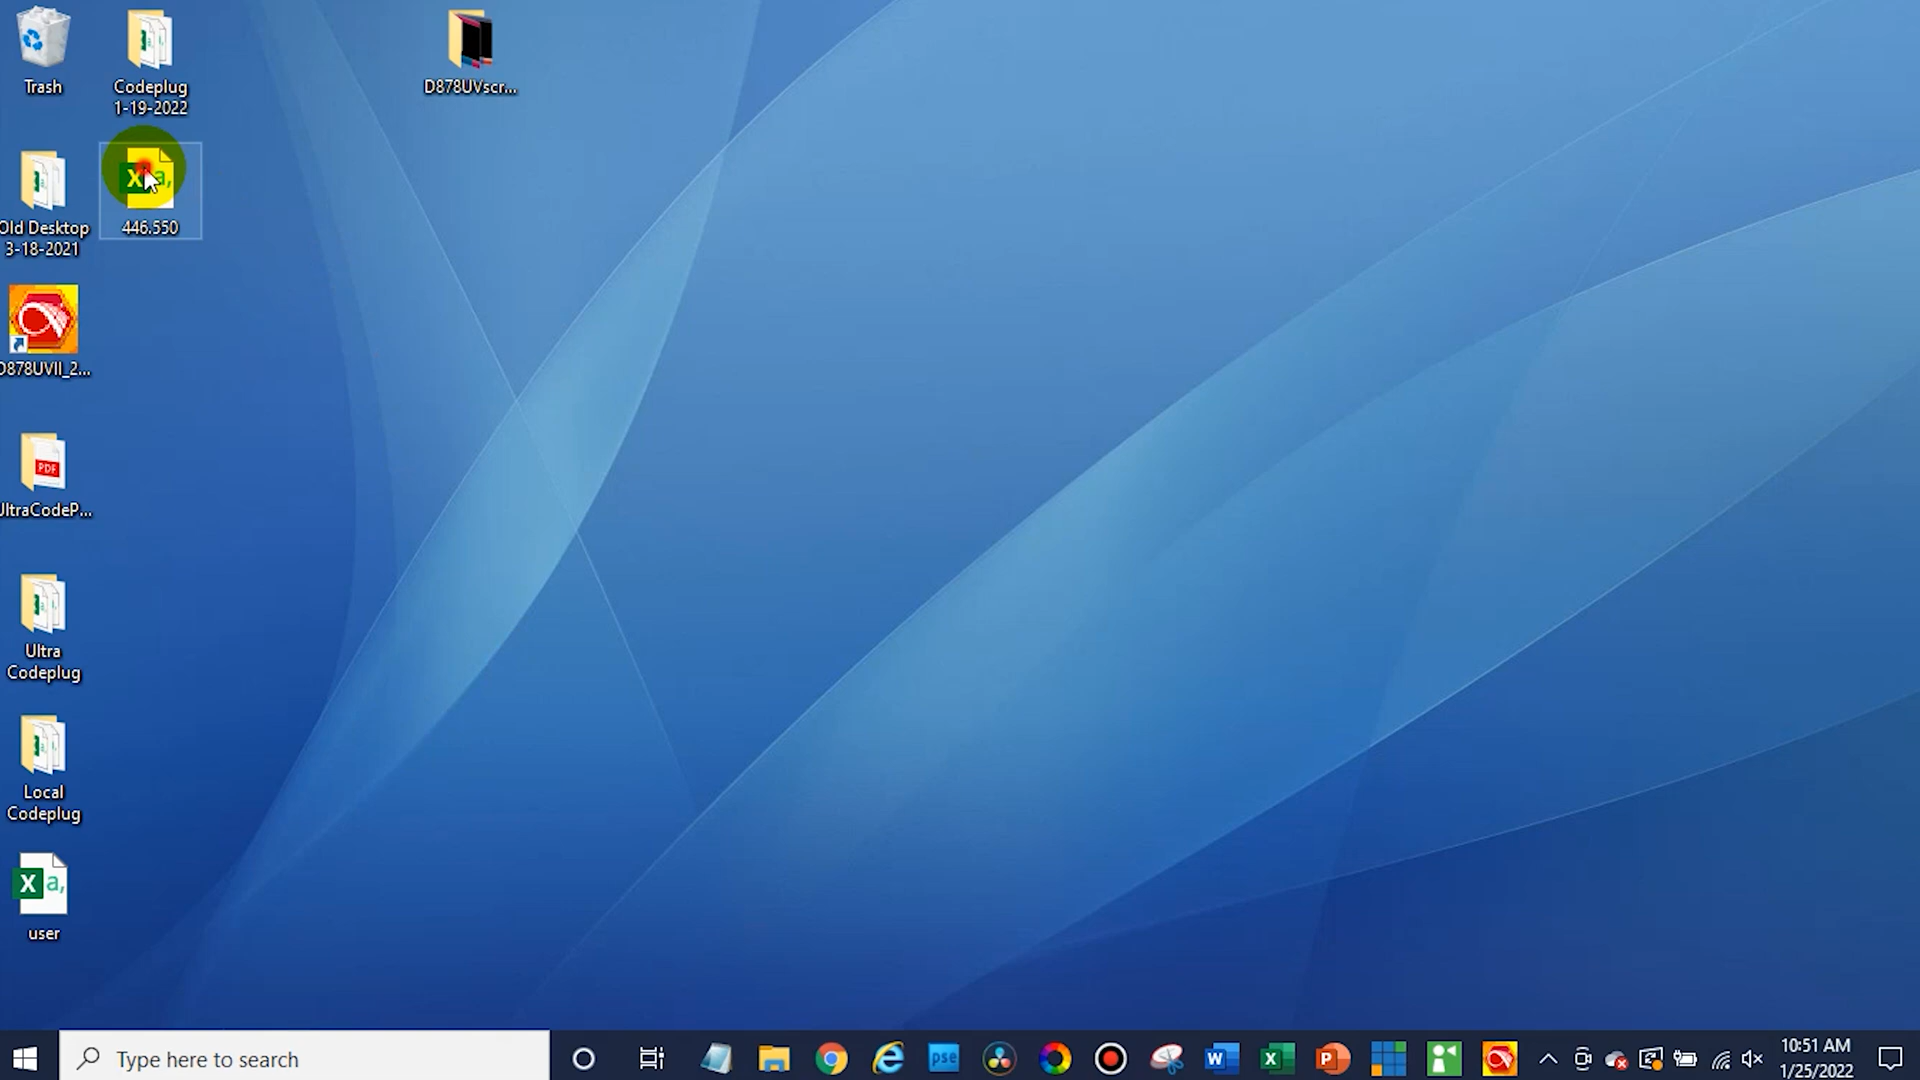 Trash
Codeplug
1-19-2022
D878UVscr...
Old Desktop
3-18-2021
446.550
D878UVII_2...
UltraCodeP...
Ultra
Codeplug
Local
Codeplug
user
Type here to search
10:51 AM
1/25/2022